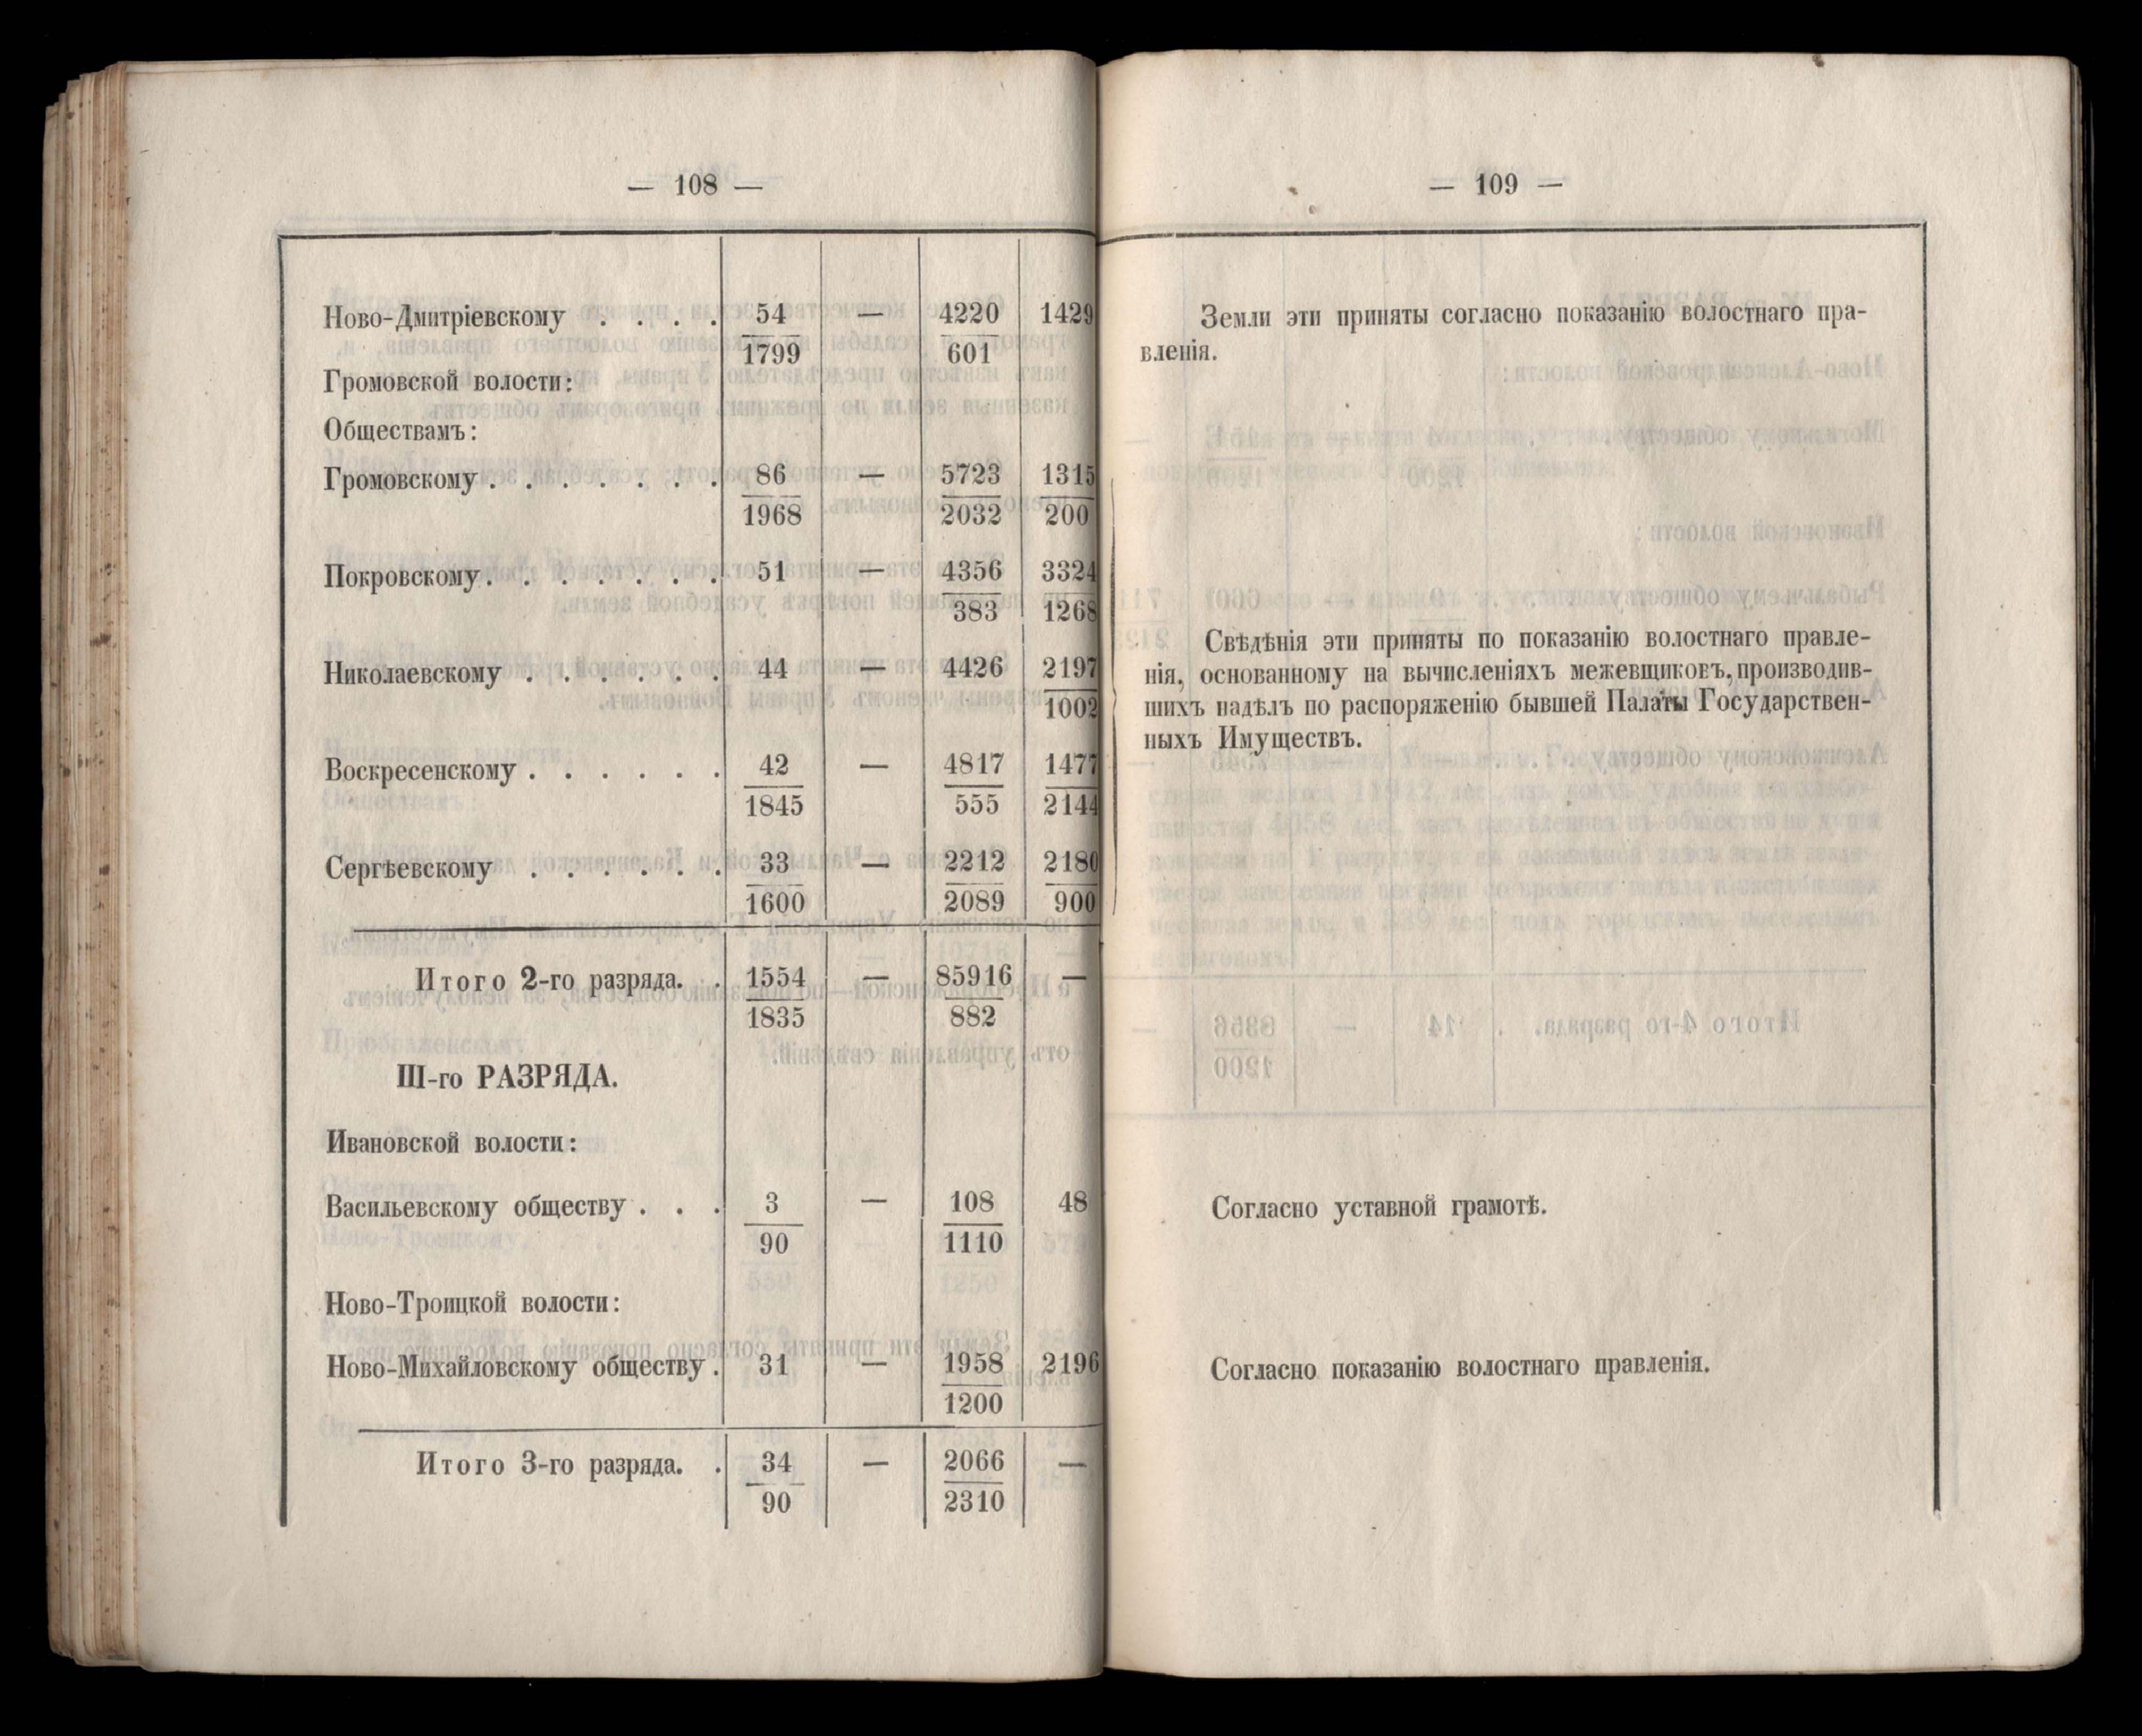 — 108 —
Ново-Дмитріевскому . . . . 54 — 4220 1429
1799 601
Громовской волости:
Обществамъ:
Громовскому . . . . . . . 86 — 5723 1315
1968 2032 200
Покровскому . . . . . . . 51 — 4356 3324
383 1268
Николаевскому . . . . . . 44 — 4426 2197
1002
Воскресенскому . . . . . . 42 — 4817 1477
1845 555 2144
Сергѣевскому . . . . . . 33 — 2212 2180
1600 2089 900
Итого 2-го разряда. . 1554 — 85916 —
1835 882
III-го РАЗРЯДА.
Ивановской волости:
Васильевскому обществу . . . 3 — 108 48
90 1110
Ново-Троицкой волости:
Ново-Михайловскому обществу . 31 — 1958 2196
1200
Итого 3-го разряда. . 34 — 2066 —
90 2310
— 109 —
Земли эти приняты согласно показанію волостнаго пра-
вленія.
Свѣдѣнія эти приняты по показанію волостнаго правле-
нія, основанному на вычисленіяхъ межевщиковъ, производив-
шихъ надѣлъ по распоряженію бывшей Палаты Государствен-
ныхъ Имуществъ.
Согласно уставной грамотѣ.
Согласно показанію волостнаго правленія.